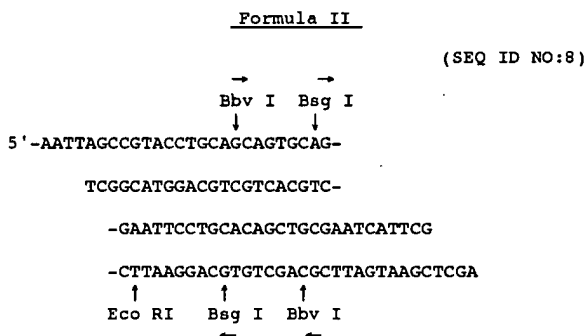 Formula II
(SEQ ID NO:8)
Bbv I Bsg I
5'-AATTAGCCGTACCTGCAGCAGTGCAG-
TCGGCATGGACGTCGTCACGTC-
-GAATTCCTGCACAGCTGCGAATCATTCG
-CTTAAGGACGTGTCGACGCTTAGTAAGCTCGA
Eco RI Bsg I Bbv I